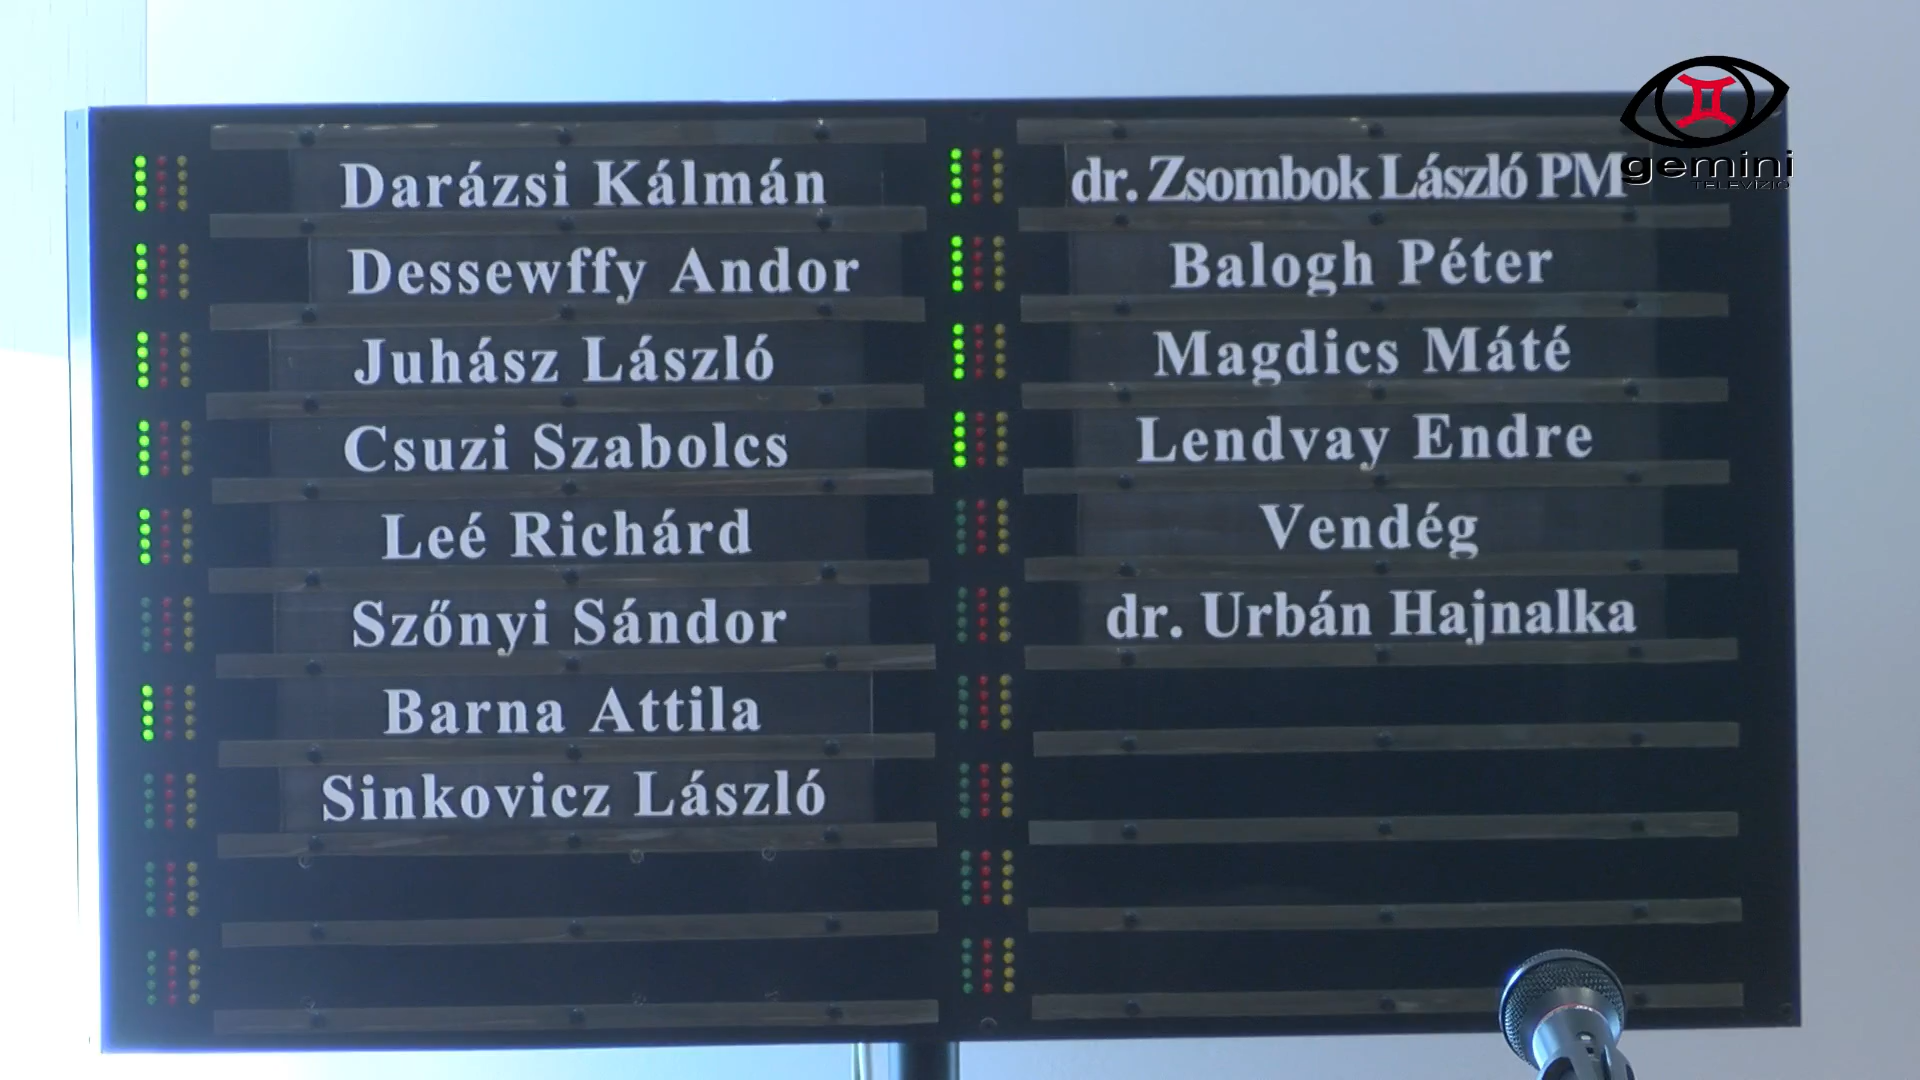 Darázsi Kálmán
Dessewffy Andor
Juhász László
Csuzi Szabolcs
Leé Richárd
Szőnyi Sándor
Barna Attila
Sinkovicz László
dr. Zsombok László PM
Balogh Péter
Magdics Máté
Lendvay Endre
Vendég
dr. Urbán Hajnalka
gemini
TELEVÍZIÓ